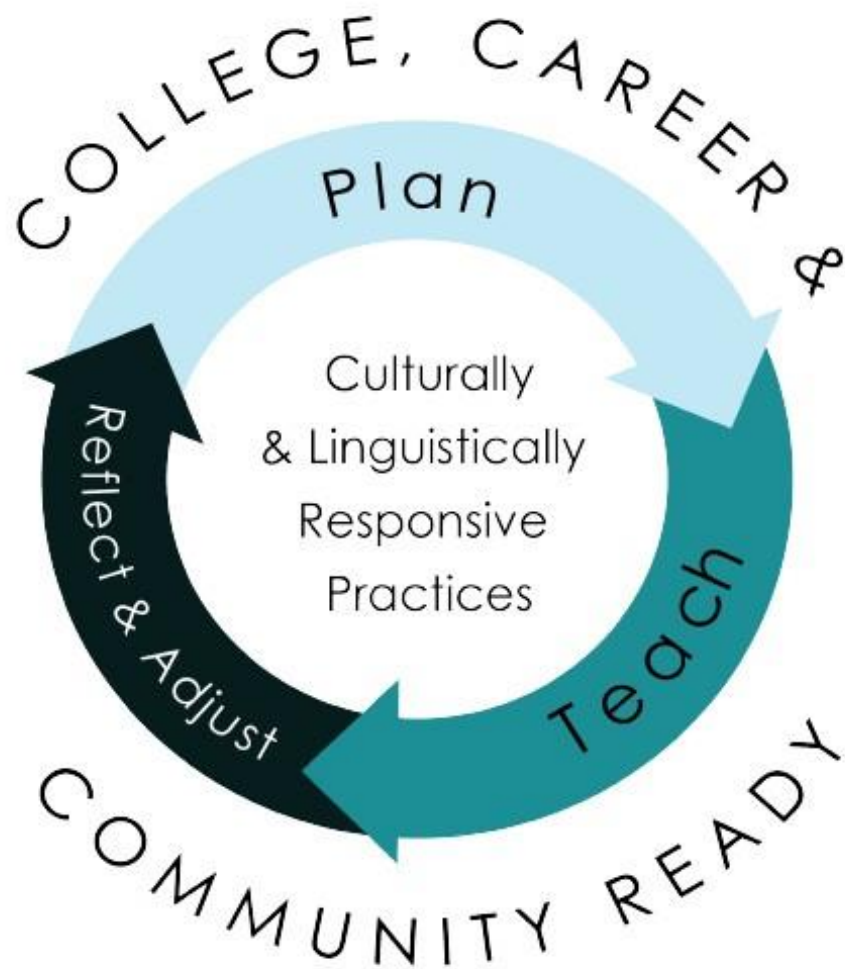 COLLEGE, CAREER &
Plan
Culturally
& Linguistically
Responsive
Practices
Teach
Reflect & Adjust
COMMUNITY READY